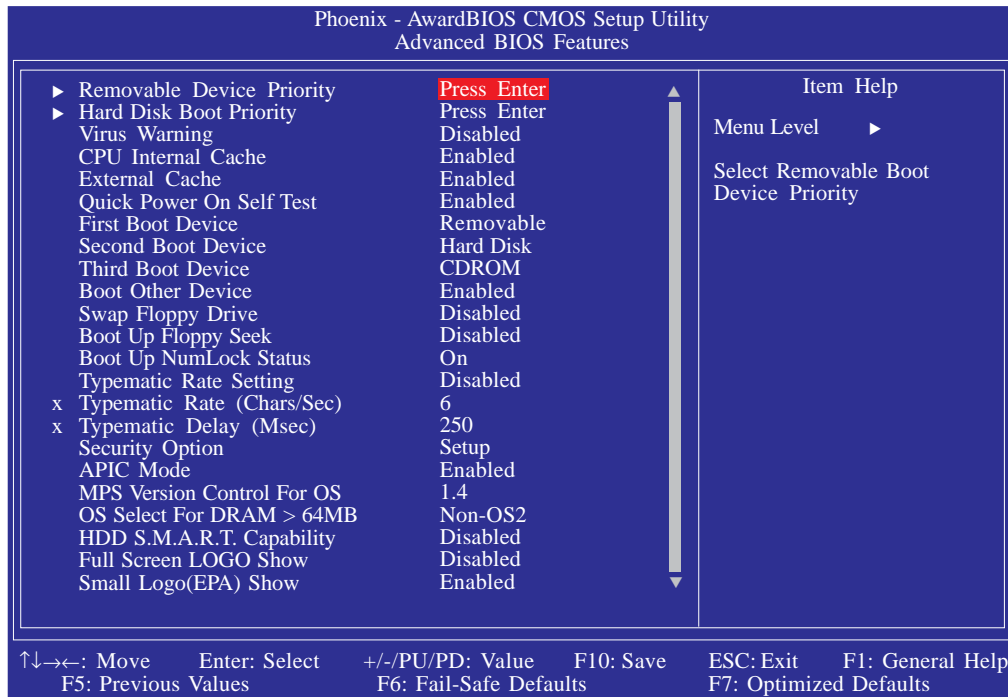 Phoenix - AwardBIOS CMOS Setup Utility
Advanced BIOS Features
▶ Removable Device Priority Press Enter
▶ Hard Disk Boot Priority Press Enter
Virus Warning Disabled
CPU Internal Cache Enabled
External Cache Enabled
Quick Power On Self Test Enabled
First Boot Device Removable
Second Boot Device Hard Disk
Third Boot Device CDROM
Boot Other Device Enabled
Swap Floppy Drive Disabled
Boot Up Floppy Seek Disabled
Boot Up NumLock Status On
Typematic Rate Setting Disabled
x Typematic Rate (Chars/Sec) 6
x Typematic Delay (Msec) 250
Security Option Setup
APIC Mode Enabled
MPS Version Control For OS 1.4
OS Select For DRAM > 64MB Non-OS2
HDD S.M.A.R.T. Capability Disabled
Full Screen LOGO Show Disabled
Small Logo(EPA) Show Enabled
Item Help
Menu Level ▶
Select Removable Boot
Device Priority
↑↓→←: Move Enter: Select +/-/PU/PD: Value F10: Save ESC: Exit F1: General Help
F5: Previous Values F6: Fail-Safe Defaults F7: Optimized Defaults